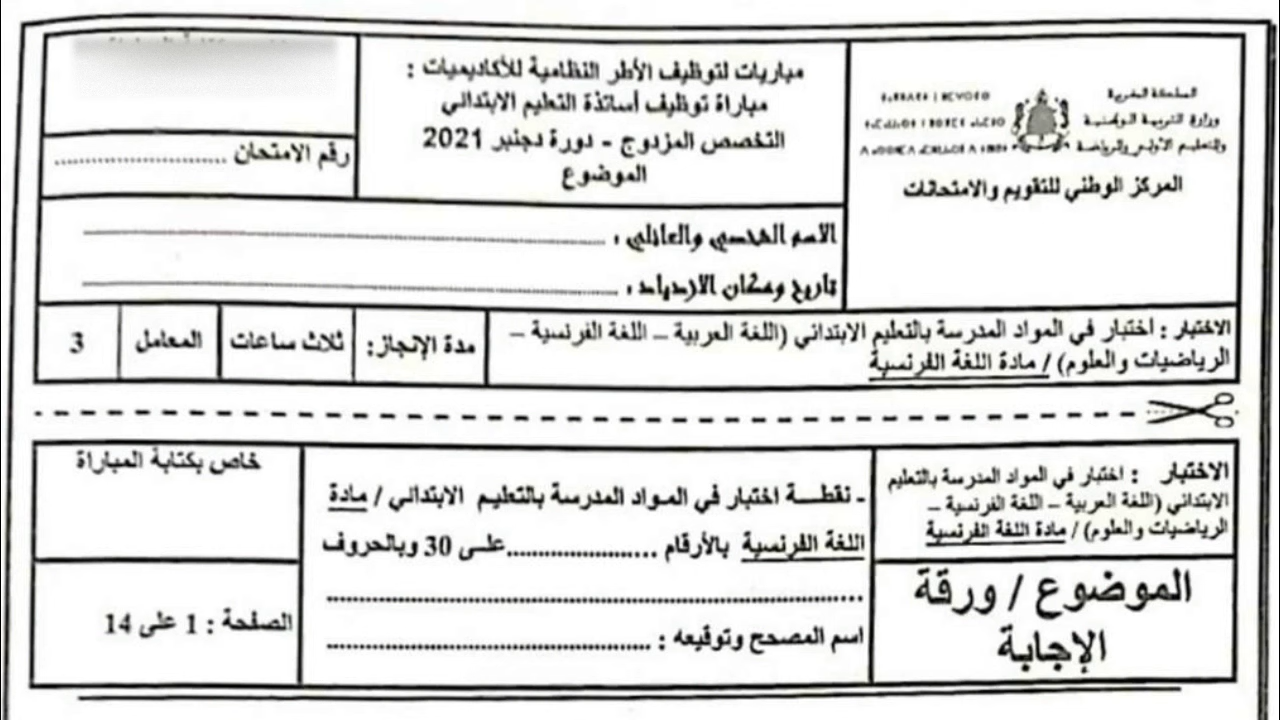 المملكة المغربية
وزارة التربية الوطنية
والتعليم الأولي والرياضة
المركز الوطني للتقويم والامتحانات
مباريات لتوظيف الأطر النظامية للأكاديميات :
مباراة توظيف أساتذة التعليم الابتدائي
التخصص المزدوج - دورة دجنبر 2021
الموضوع
رقم الامتحان ........................
الاسم الشخصي والعائلي : ........................
تاريخ ومكان الازدياد : ........................
الاختبار : اختبار في المواد المدرسة بالتعليم الابتدائي (اللغة العربية – اللغة الفرنسية –
الرياضيات والعلوم) / مادة اللغة الفرنسية
مدة الإنجاز:
ثلاث ساعات
المعامل
3
الاختبار : اختبار في المواد المدرسة بالتعليم
الابتدائي (اللغة العربية – اللغة الفرنسية –
الرياضيات والعلوم) / مادة اللغة الفرنسية
الموضوع / ورقة
الإجابة
- نقطة اختبار في المواد المدرسة بالتعليم الابتدائي / مادة
اللغة الفرنسية بالأرقام ........................على 30 وبالحروف
........................
اسم المصحح وتوقيعه : ........................
خاص بكتابة المباراة
الصفحة : 1 على 14